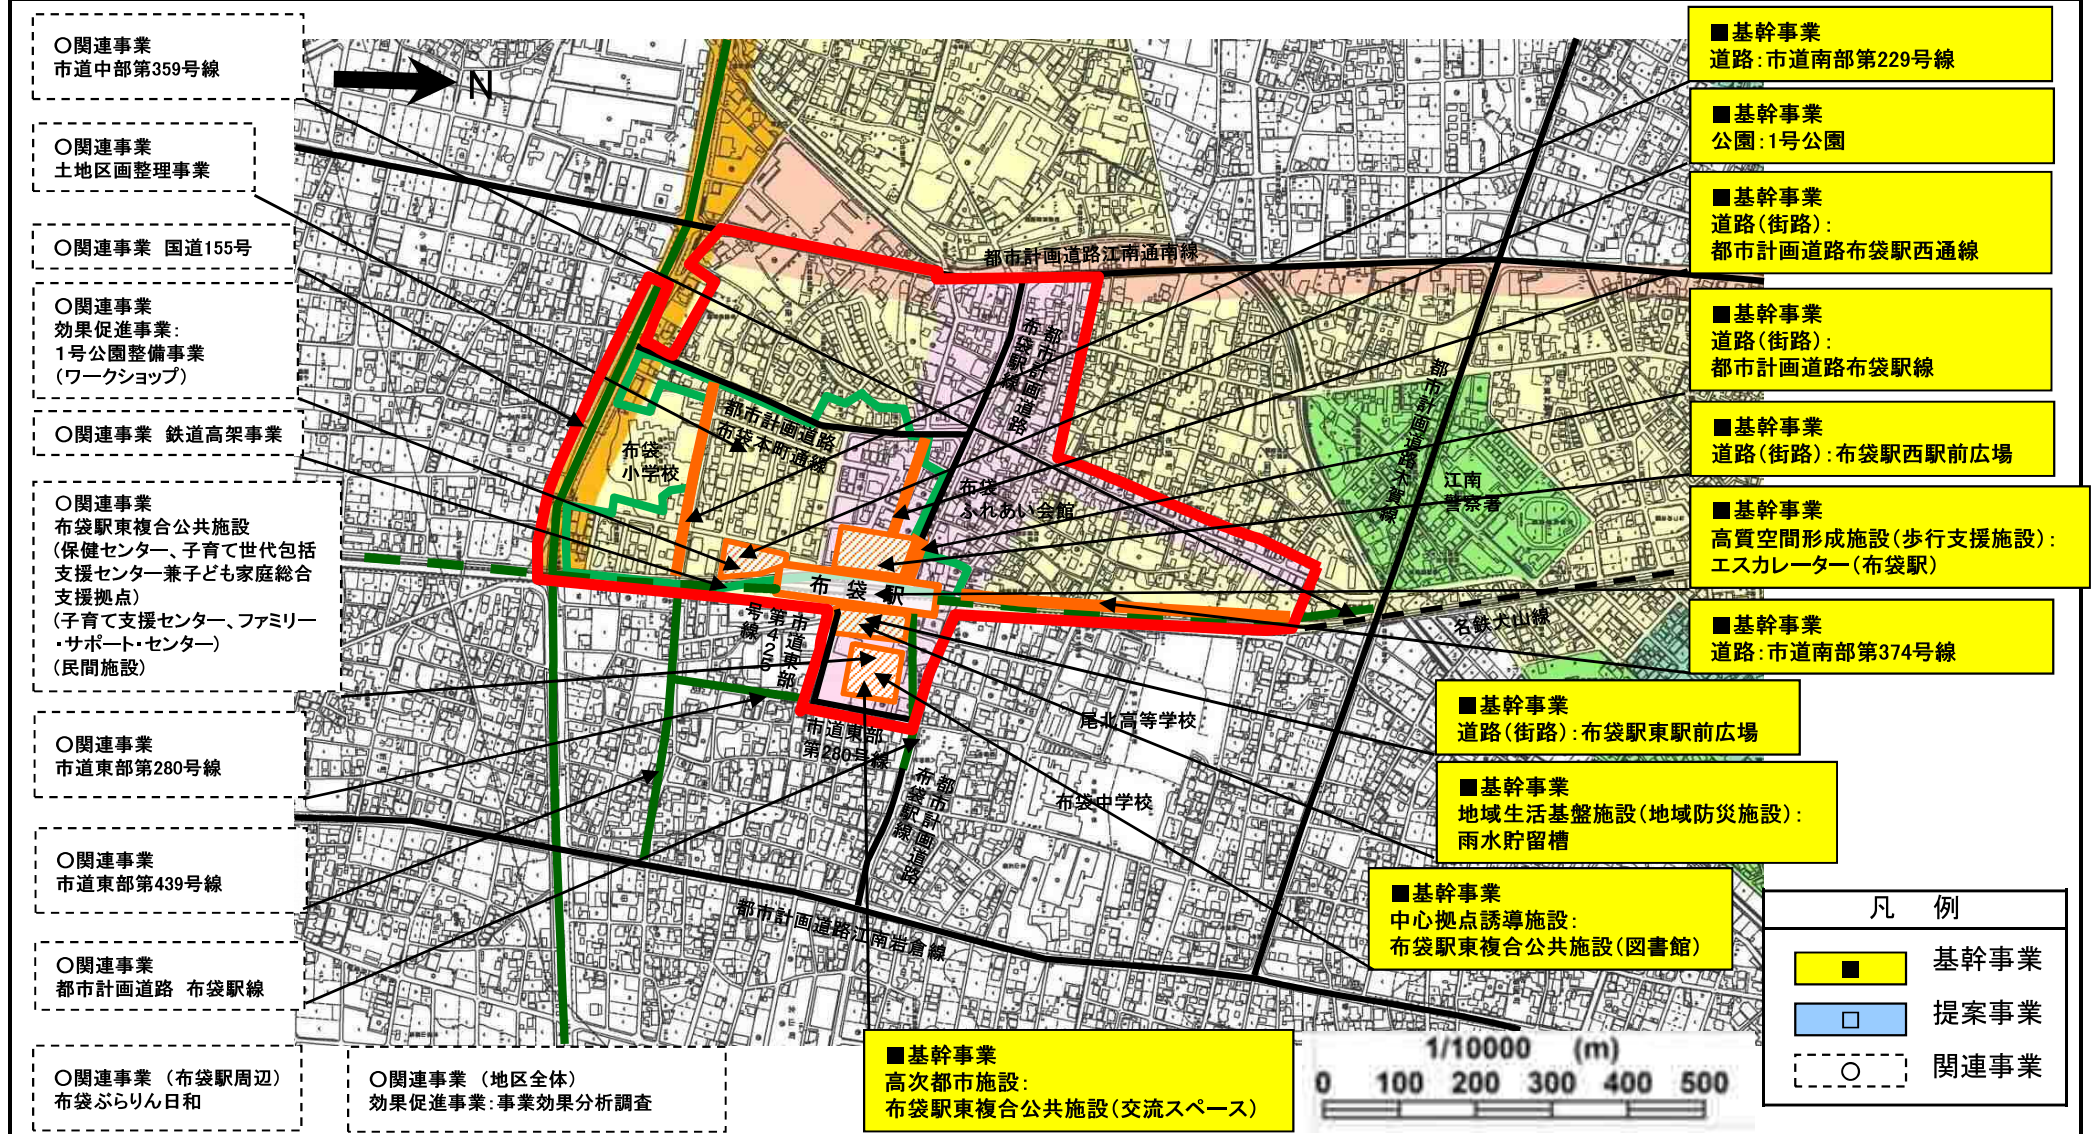 〇関連事業
市道中部第359号線
〇関連事業
土地区画整理事業
〇関連事業 国道155号
〇関連事業
効果促進事業:
1号公園整備事業
(ワークショップ)
〇関連事業 鉄道高架事業
〇関連事業
布袋駅東複合公共施設
(保健センター、子育て世代包括
支援センター兼子ども家庭総合
支援拠点)
(子育て支援センター、ファミリー
・サポート・センター)
(民間施設)
〇関連事業
市道東部第280号線
〇関連事業
市道東部第439号線
〇関連事業
都市計画道路 布袋駅線
〇関連事業 (布袋駅周辺)
布袋ぶらりん日和
〇関連事業 (地区全体)
効果促進事業:事業効果分析調査
N
都市計画道路江南通南線
都市計画道路
布袋駅線
都市計画道路
布袋本町通線
布袋
小学校
布袋
ふれあい会館
都市計画道路木賀線
江南
警察署
布袋駅
名鉄犬山線
市道東部
第426
号線
市道東部
第280号線
尾北高等学校
布袋中学校
都市計画道路
布袋駅線
都市計画道路江南岩倉線
■基幹事業
道路:市道南部第229号線
■基幹事業
公園:1号公園
■基幹事業
道路(街路):
都市計画道路布袋駅西通線
■基幹事業
道路(街路):
都市計画道路布袋駅線
■基幹事業
道路(街路):布袋駅西駅前広場
■基幹事業
高質空間形成施設(歩行支援施設):
エスカレーター(布袋駅)
■基幹事業
道路:市道南部第374号線
■基幹事業
道路(街路):布袋駅東駅前広場
■基幹事業
地域生活基盤施設(地域防災施設):
雨水貯留槽
■基幹事業
中心拠点誘導施設:
布袋駅東複合公共施設(図書館)
■基幹事業
高次都市施設:
布袋駅東複合公共施設(交流スペース)
1/10000 (m)
0 100 200 300 400 500
凡 例
■ 基幹事業
□ 提案事業
〇 関連事業